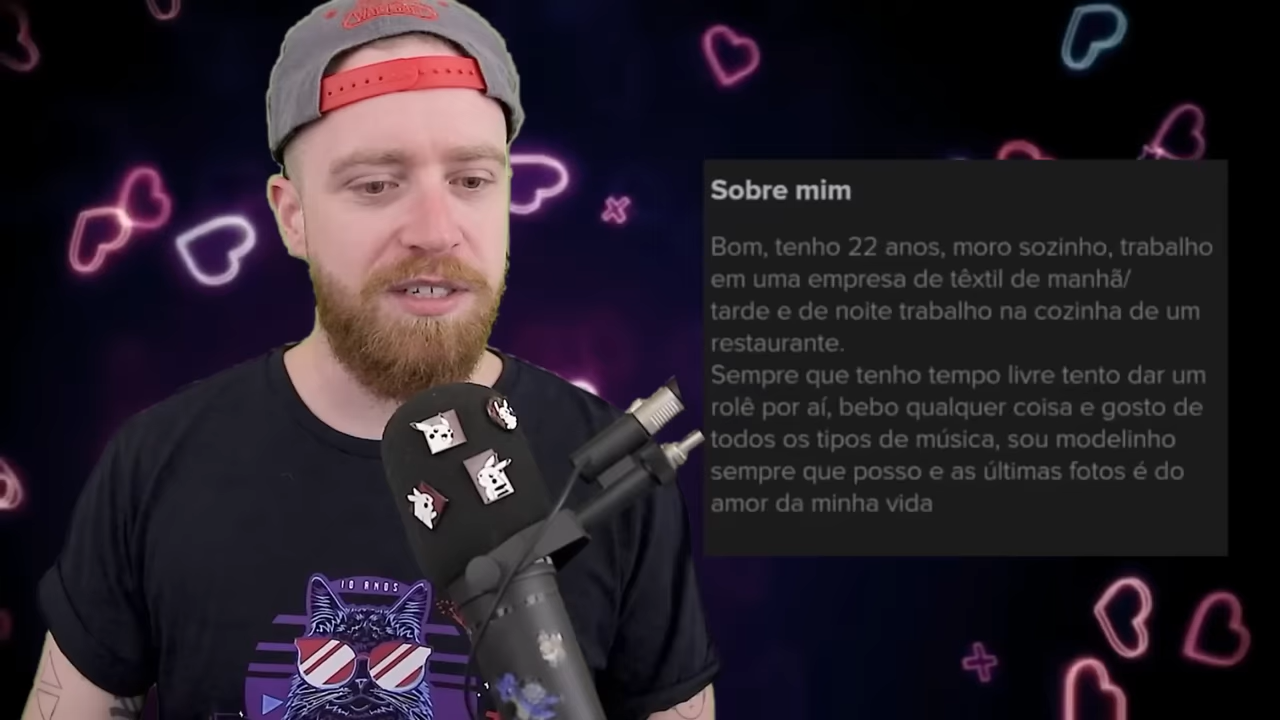 Sobre mim
Bom, tenho 22 anos, moro sozinho, trabalho
em uma empresa de têxtil de manhã/
tarde e de noite trabalho na cozinha de um
restaurante.
Sempre que tenho tempo livre tento dar um
rolê por aí, bebo qualquer coisa e gosto de
todos os tipos de música, sou modelinho
sempre que posso e as últimas fotos é do
amor da minha vida
10 ANOS